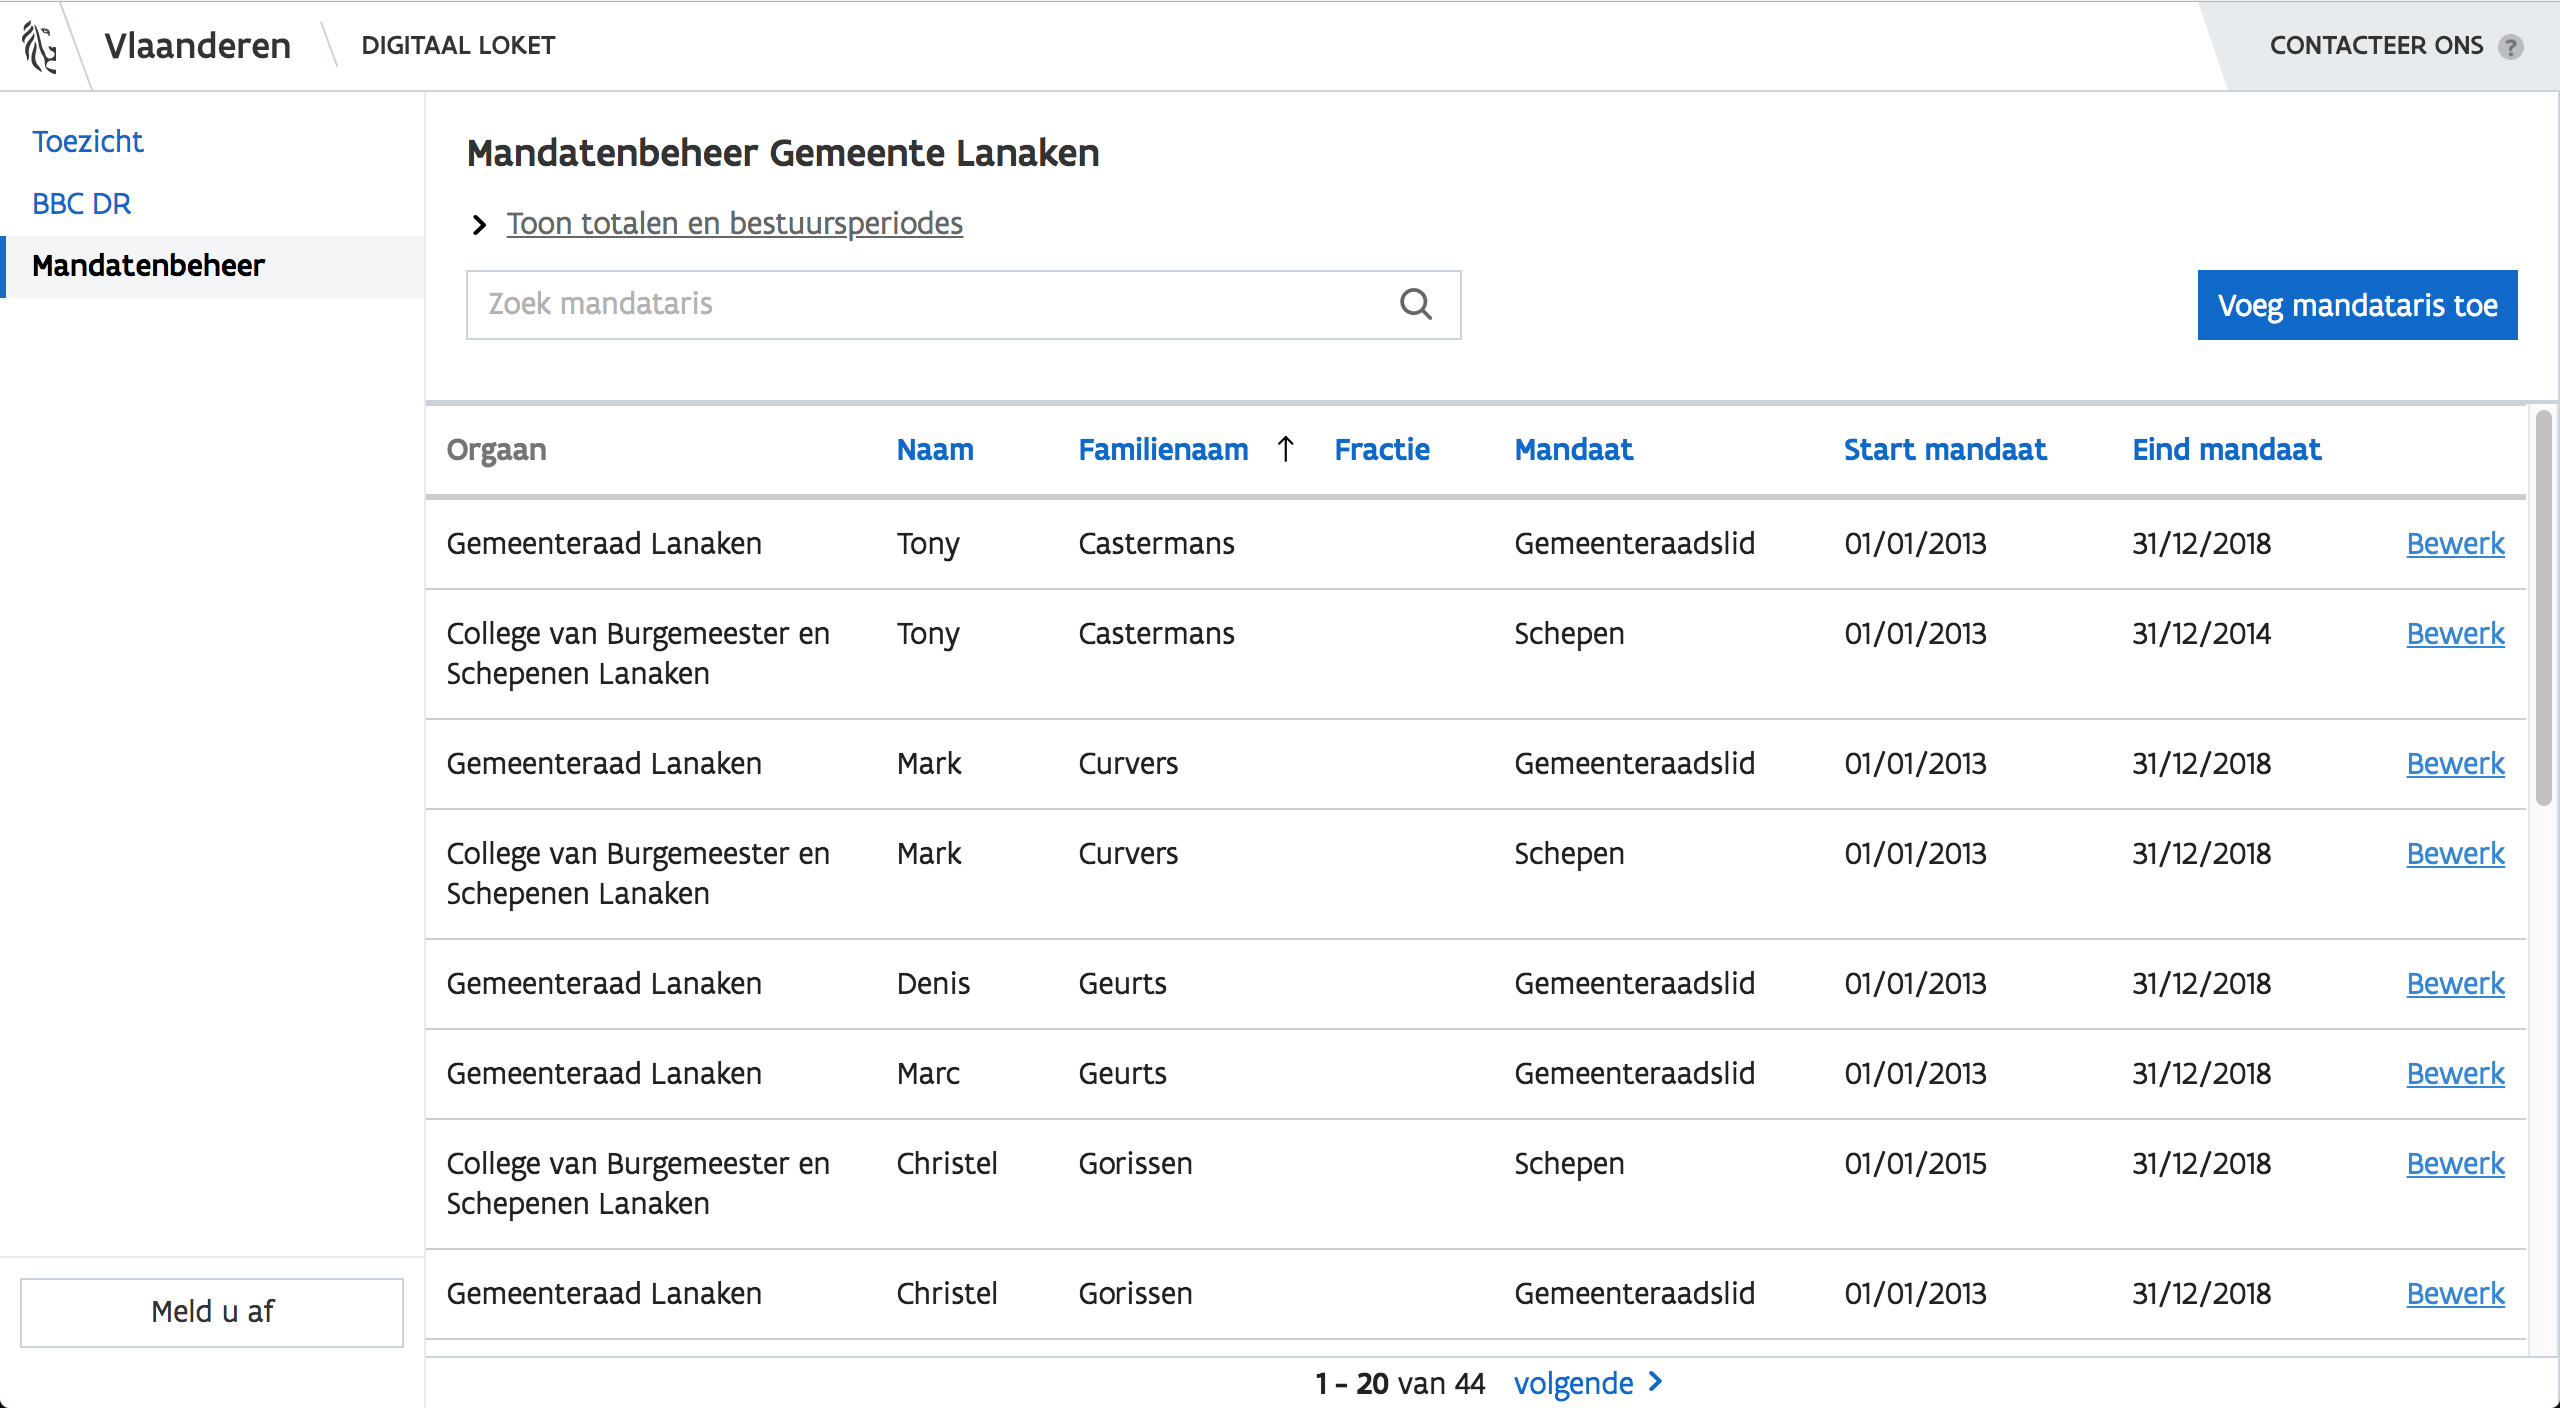 Vlaanderen
DIGITAAL LOKET
CONTACTEER ONS ?
Toezicht
BBC DR
Mandatenbeheer
Mandatenbeheer Gemeente Lanaken
Toon totalen en bestuursperiodes
Zoek mandataris
Voeg mandataris toe
Orgaan Naam Familienaam ↑ Fractie Mandaat Start mandaat Eind mandaat
Gemeenteraad Lanaken Tony Castermans Gemeenteraadslid 01/01/2013 31/12/2018 Bewerk
College van Burgemeester en Tony Castermans Schepen 01/01/2013 31/12/2014 Bewerk
Schepenen Lanaken
Gemeenteraad Lanaken Mark Curvers Gemeenteraadslid 01/01/2013 31/12/2018 Bewerk
College van Burgemeester en Mark Curvers Schepen 01/01/2013 31/12/2018 Bewerk
Schepenen Lanaken
Gemeenteraad Lanaken Denis Geurts Gemeenteraadslid 01/01/2013 31/12/2018 Bewerk
Gemeenteraad Lanaken Marc Geurts Gemeenteraadslid 01/01/2013 31/12/2018 Bewerk
College van Burgemeester en Christel Gorissen Schepen 01/01/2015 31/12/2018 Bewerk
Schepenen Lanaken
Gemeenteraad Lanaken Christel Gorissen Gemeenteraadslid 01/01/2013 31/12/2018 Bewerk
Meld u af
1 – 20 van 44 volgende